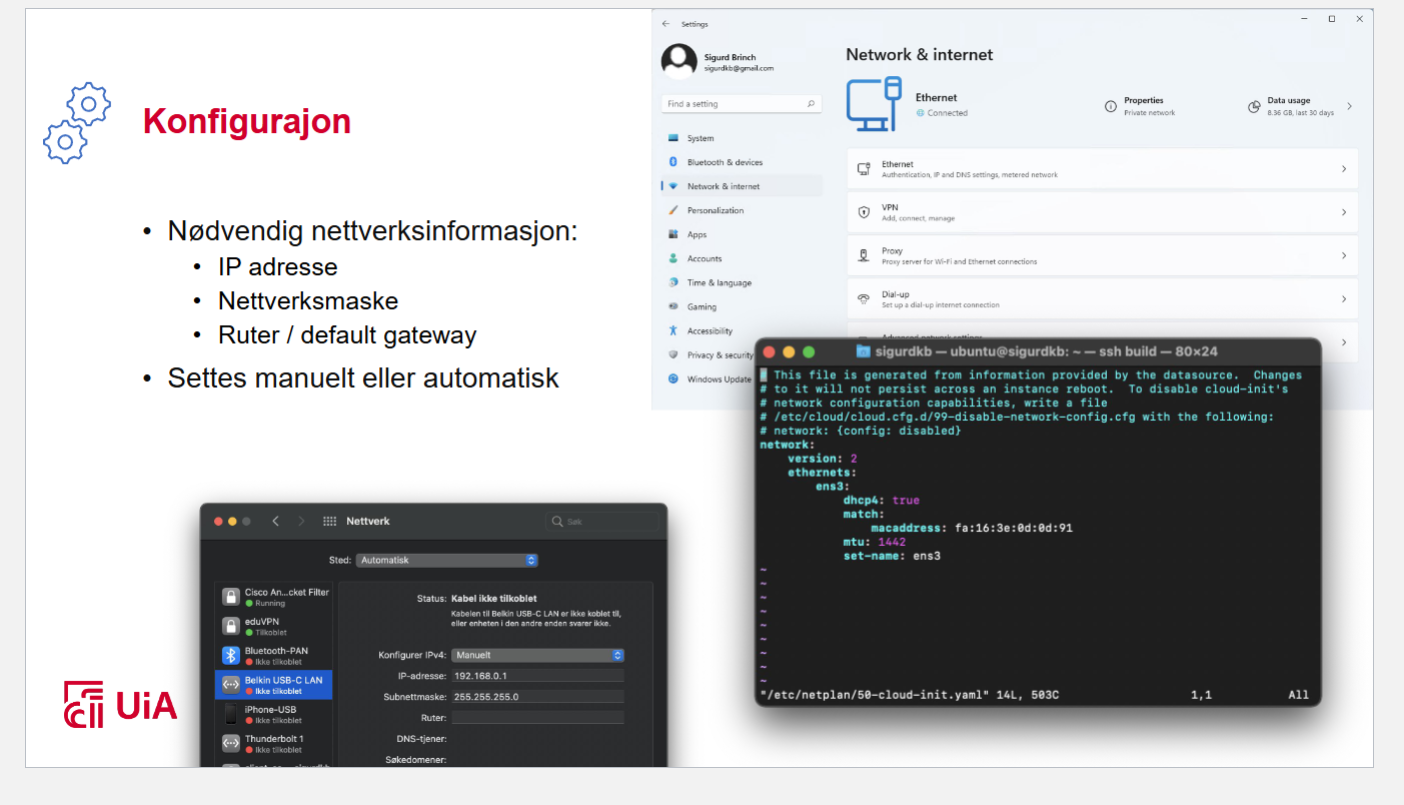 Konfigurajon
• Nødvendig nettverksinformasjon:
• IP adresse
• Nettverksmaske
• Ruter / default gateway
• Settes manuelt eller automatisk
UiA
Settings
Sigurd Brinch
sigurdkb@gmail.com
Find a setting
System
Bluetooth & devices
Network & internet
Personalization
Apps
Accounts
Time & language
Gaming
Accessibility
Privacy & security
Windows Update
Network & internet
Ethernet
Connected
Properties
Private network
Data usage
8.36 GB, last 30 days
Ethernet
Authentication, IP and DNS settings, metered network
VPN
Add, connect, manage
Proxy
Proxy server for Wi-Fi and Ethernet connections
Dial-up
Set up a dial-up internet connection
Advanced network settings
sigurdkb — ubuntu@sigurdkb: ~ — ssh build — 80×24
# This file is generated from information provided by the datasource.  Changes
# to it will not persist across an instance reboot.  To disable cloud-init's
# network configuration capabilities, write a file
# /etc/cloud/cloud.cfg.d/99-disable-network-config.cfg with the following:
# network: {config: disabled}
network:
    version: 2
    ethernets:
        ens3:
            dhcp4: true
            match:
                macaddress: fa:16:3e:0d:0d:91
            mtu: 1442
            set-name: ens3
~
~
~
~
~
~
~
~
~
"/etc/netplan/50-cloud-init.yaml" 14L, 503C 1,1 All
Nettverk
Søk
Sted: Automatisk
Cisco An...cket Filter
Running
eduVPN
Tilkoblet
Bluetooth-PAN
Ikke tilkoblet
Belkin USB-C LAN
Ikke tilkoblet
iPhone-USB
Ikke tilkoblet
Thunderbolt 1
Ikke tilkoblet
Status: Kabel ikke tilkoblet
Kabelen til Belkin USB-C LAN er ikke koblet til,
eller enheten i den andre enden svarer ikke.
Konfigurer IPv4: Manuelt
IP-adresse: 192.168.0.1
Subnettmaske: 255.255.255.0
Ruter:
DNS-tjener:
Søkedomener: